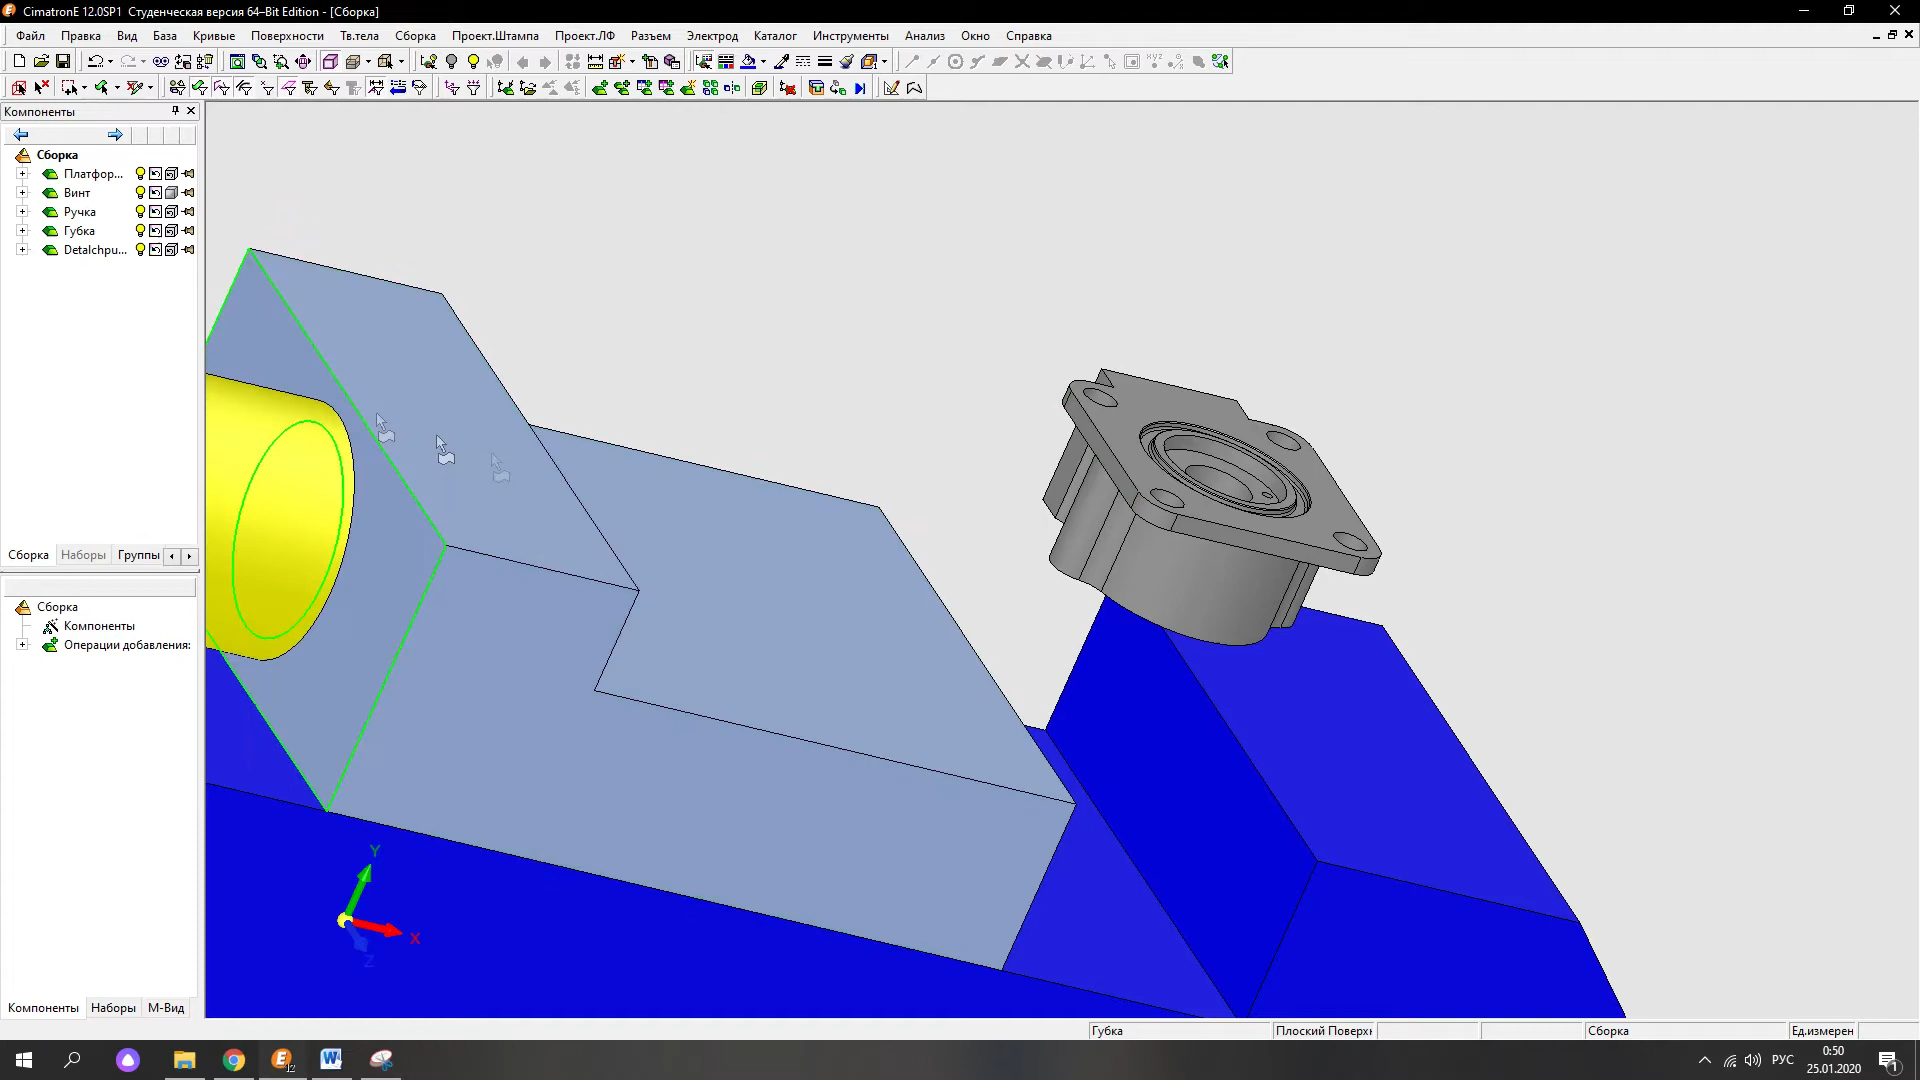 CimatronE 12.0SP1 Студенческая версия 64–Bit Edition - [Сборка]
Файл Правка Вид База Кривые Поверхности Тв.тела Сборка Проект.Штампа Проект.ЛФ Разъем Электрод Каталог Инструменты Анализ Окно Справка
Компоненты
Сборка
Платфор...
Винт
Ручка
Губка
Detalchpu...
Сборка Наборы Группы
Сборка
Компоненты
Операции добавления:
Y
X
Z
Компоненты Наборы М-Вид
Губка Плоский Поверхн Сборка Ед.измерен
РУС
0:50
25.01.2020
1